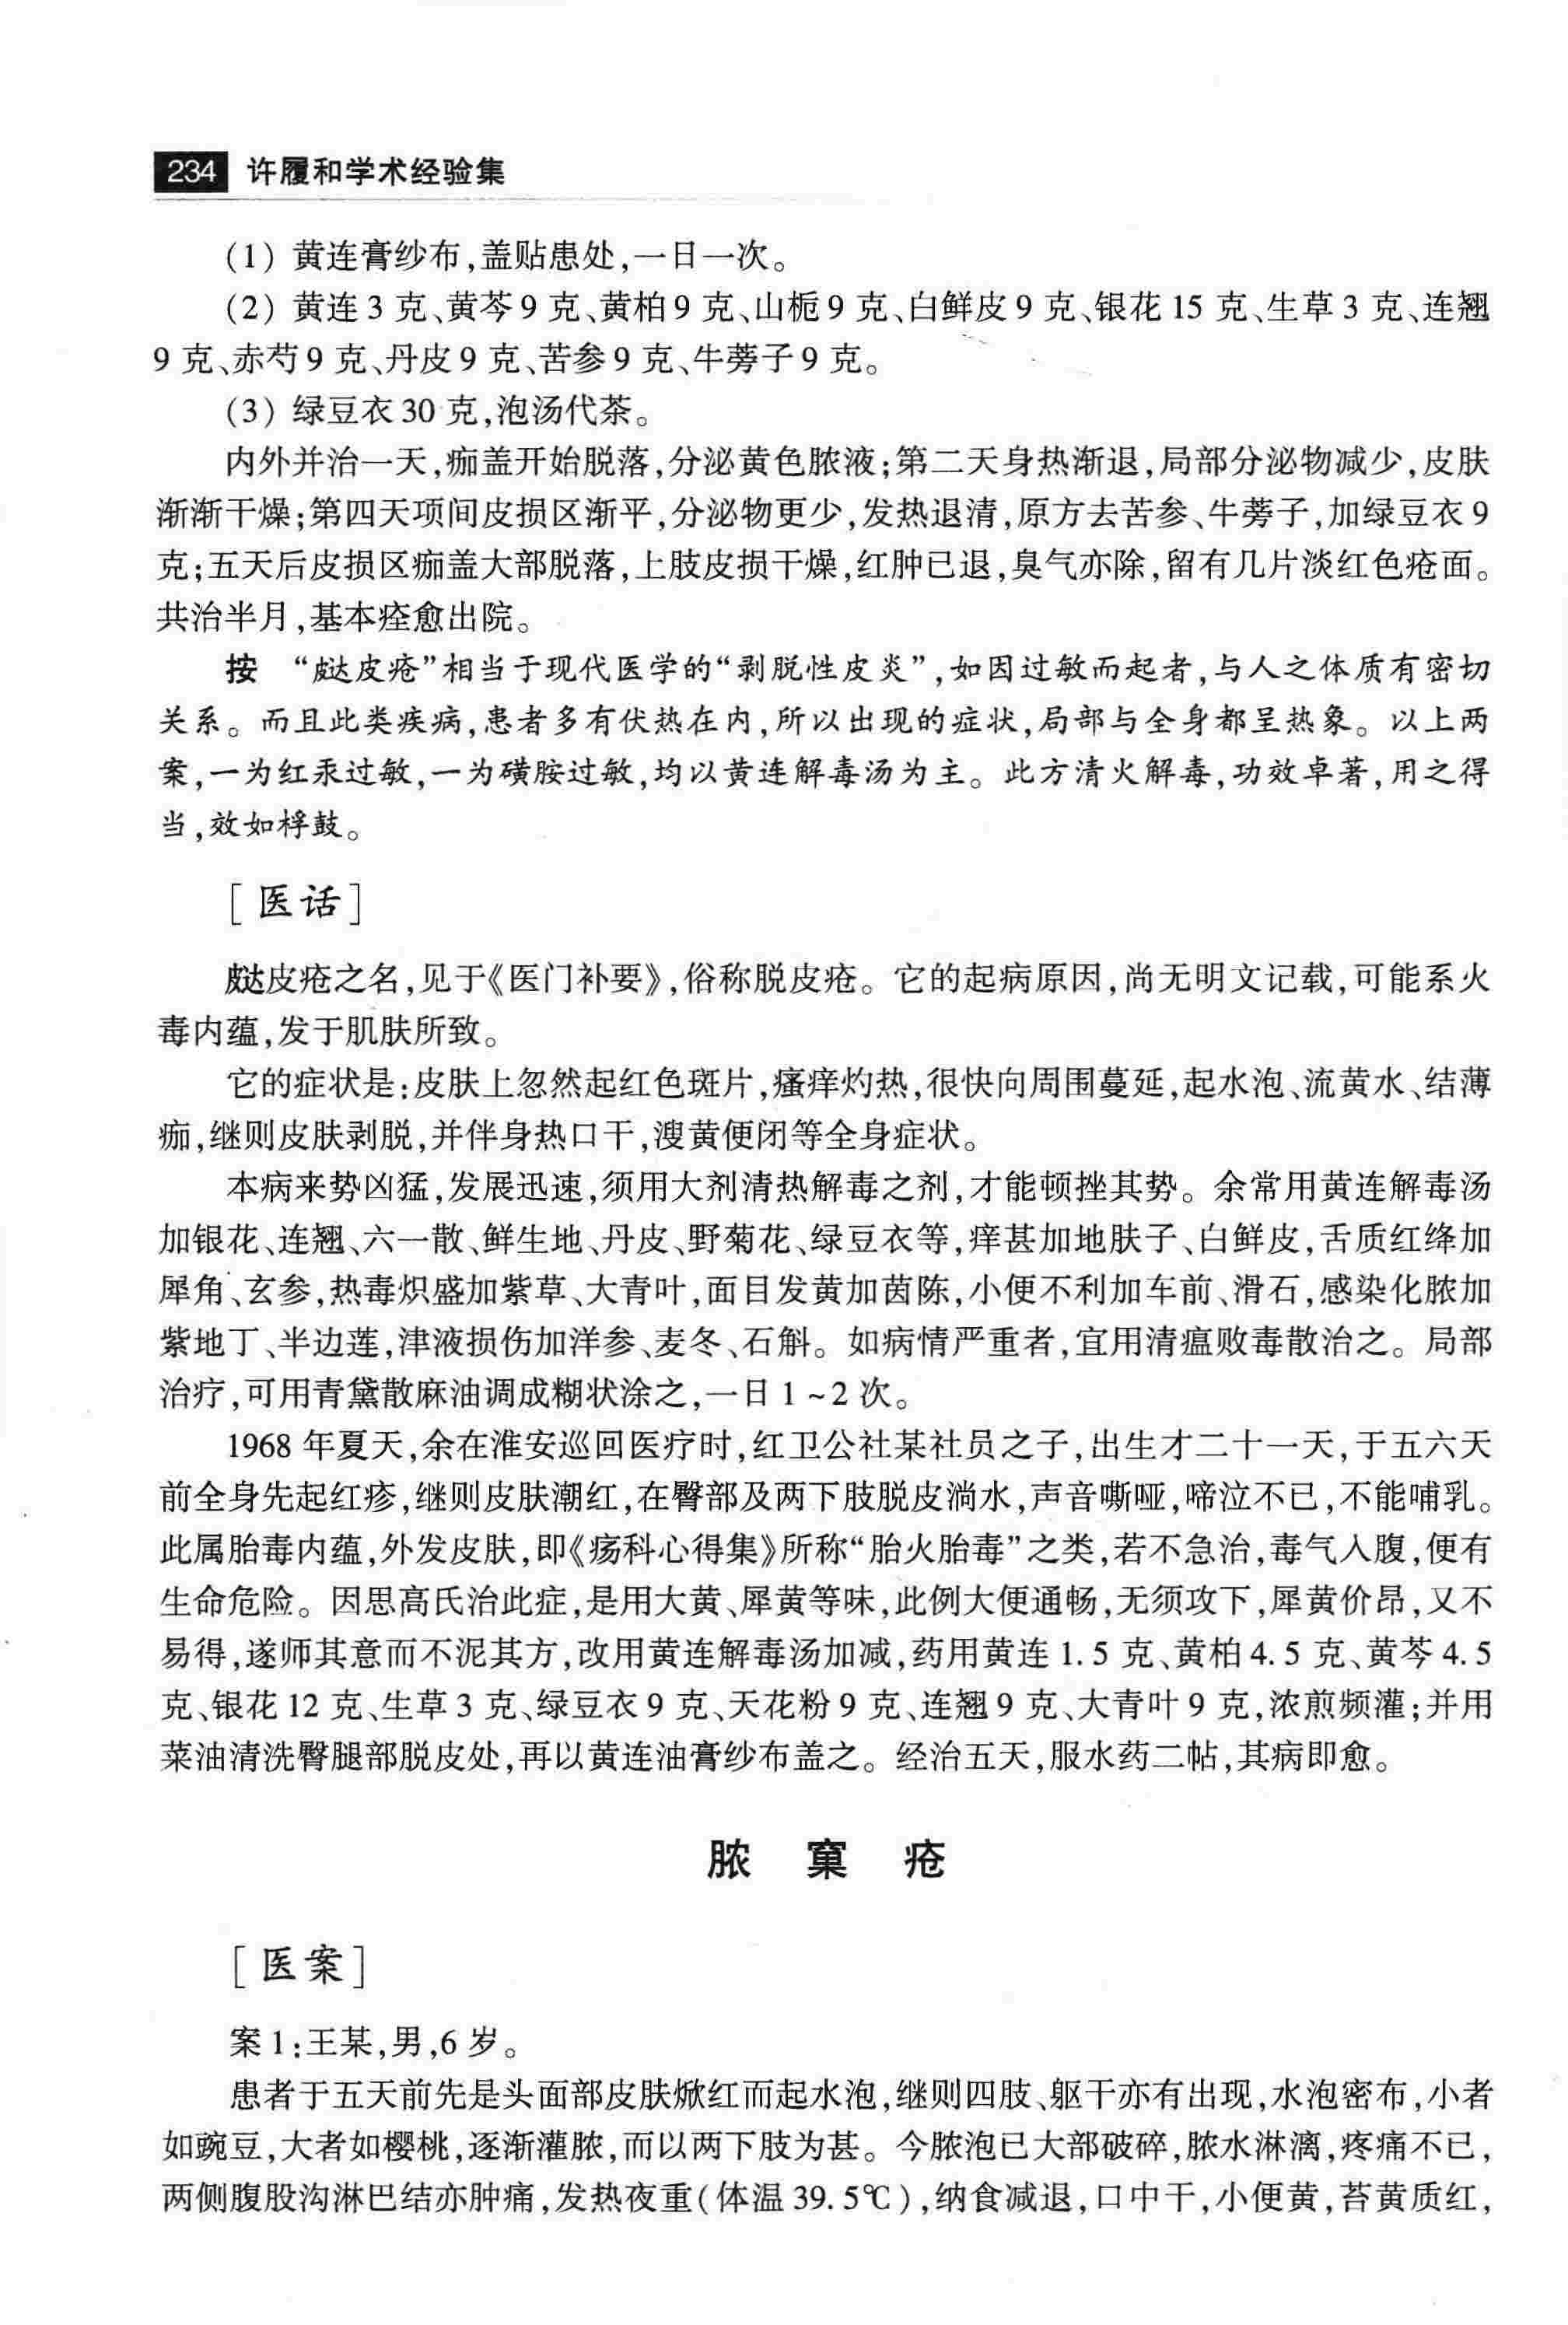 234 许履和学术经验集
(1) 黄连膏纱布,盖贴患处,一日一次。
(2) 黄连 3 克、黄芩 9 克、黄柏 9 克、山栀 9 克、白鲜皮 9 克、银花 15 克、生草 3 克、连翘
9 克、赤芍 9 克、丹皮 9 克、苦参 9 克、牛蒡子 9 克。
(3) 绿豆衣 30 克,泡汤代茶。
内外并治一天,痂盖开始脱落,分泌黄色脓液;第二天身热渐退,局部分泌物减少,皮肤
渐渐干燥;第四天项间皮损区渐平,分泌物更少,发热退清,原方去苦参、牛蒡子,加绿豆衣 9
克;五天后皮损区痂盖大部脱落,上肢皮损干燥,红肿已退,臭气亦除,留有几片淡红色疮面。
共治半月,基本痊愈出院。
按 “皵皮疮”相当于现代医学的“剥脱性皮炎”,如因过敏而起者,与人之体质有密切
关系。而且此类疾病,患者多有伏热在内,所以出现的症状,局部与全身都呈热象。以上两
案,一为红汞过敏,一为磺胺过敏,均以黄连解毒汤为主。此方清火解毒,功效卓著,用之得
当,效如桴鼓。
[医话]
皮疮之名,见于《医门补要》,俗称脱皮疮。它的起病原因,尚无明文记载,可能系火
毒内蕴,发于肌肤所致。
它的症状是:皮肤上忽然起红色斑片,瘙痒灼热,很快向周围蔓延,起水泡、流黄水、结薄
痂,继则皮肤剥脱,并伴身热口干,溲黄便闭等全身症状。
本病来势凶猛,发展迅速,须用大剂清热解毒之剂,才能顿挫其势。余常用黄连解毒汤
加银花、连翘、六一散、鲜生地、丹皮、野菊花、绿豆衣等,痒甚加地肤子、白鲜皮,舌质红绛加
犀角、玄参,热毒炽盛加紫草、大青叶,面目发黄加茵陈,小便不利加车前、滑石,感染化脓加
紫地丁、半边莲,津液损伤加洋参、麦冬、石斛。如病情严重者,宜用清瘟败毒散治之。局部
治疗,可用青黛散麻油调成糊状涂之,一日 1~2 次。
1968 年夏天,余在淮安巡回医疗时,红卫公社某社员之子,出生才二十一天,于五六天
前全身先起红疹,继则皮肤潮红,在臀部及两下肢脱皮淌水,声音嘶哑,啼泣不已,不能哺乳。
此属胎毒内蕴,外发皮肤,即《疡科心得集》所称“胎火胎毒”之类,若不急治,毒气入腹,便有
生命危险。因思高氏治此症,是用大黄、犀黄等味,此例大便通畅,无须攻下,犀黄价昂,又不
易得,遂师其意而不泥其方,改用黄连解毒汤加减,药用黄连 1.5 克、黄柏 4.5 克、黄芩 4.5
克、银花 12 克、生草 3 克、绿豆衣 9 克、天花粉 9 克、连翘 9 克、大青叶 9 克,浓煎频灌;并用
菜油清洗臀腿部脱皮处,再以黄连油膏纱布盖之。经治五天,服水药二帖,其病即愈。
脓窠疮
[医案]
案 1:王某,男,6 岁。
患者于五天前先是头面部皮肤焮红而起水泡,继则四肢、躯干亦有出现,水泡密布,小者
如豌豆,大者如樱桃,逐渐灌脓,而以两下肢为甚。今脓泡已大部破碎,脓水淋漓,疼痛不已,
两侧腹股沟淋巴结亦肿痛,发热夜重(体温 39.5℃),纳食减退,口中干,小便黄,苔黄质红,